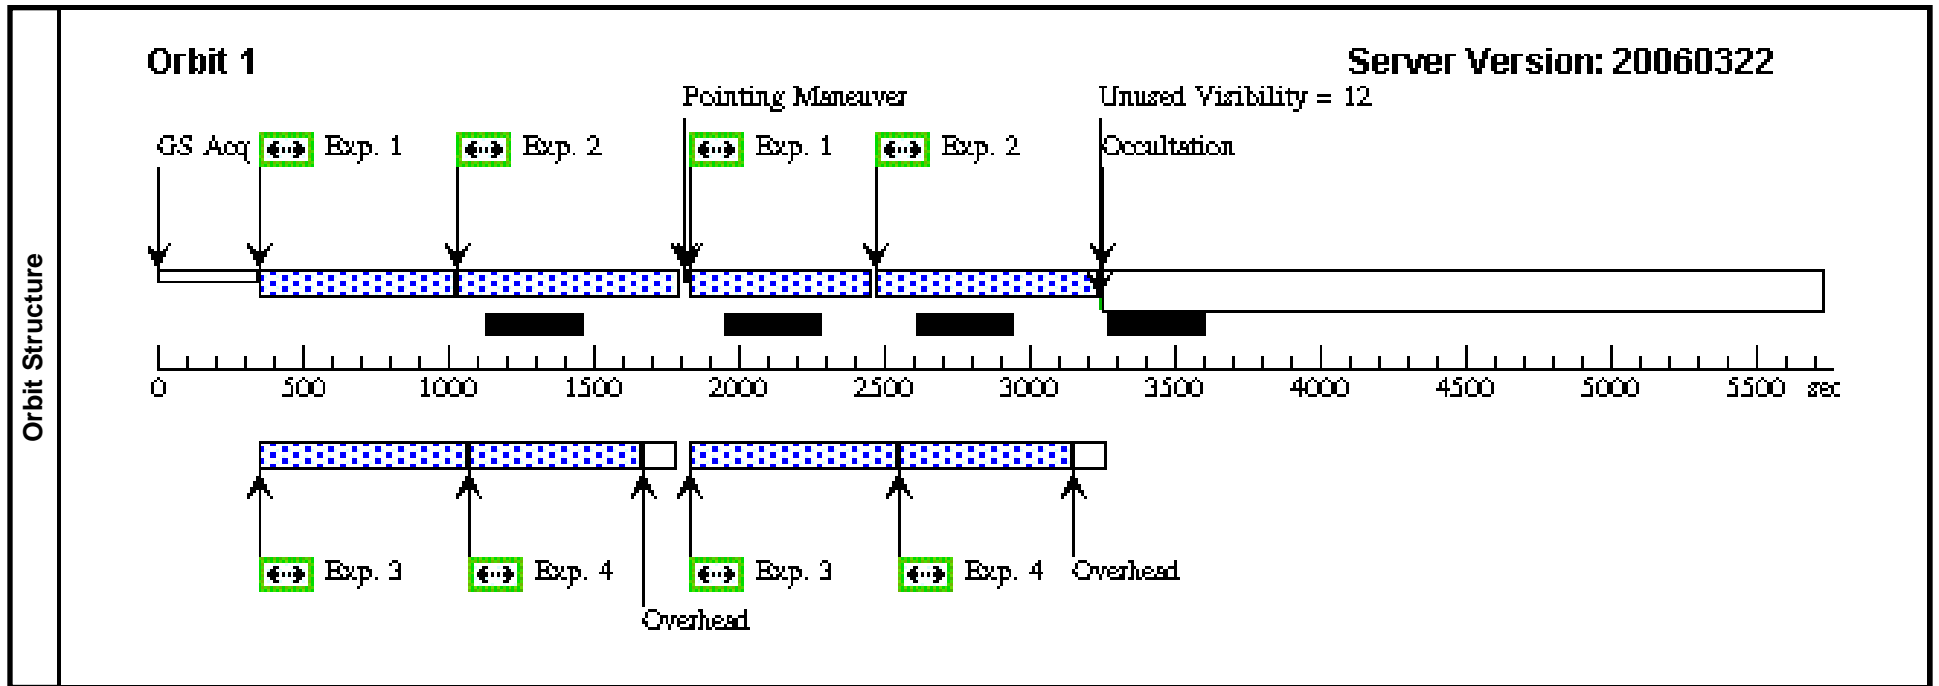 Orbit 1
Server Version: 20060322
Pointing Maneuver
Unused Visibility = 12
GS Acq
Exp. 1
Exp. 2
Exp. 1
Exp. 2
Occultation
Orbit Structure
0 500 1000 1500 2000 2500 3000 3500 4000 4500 5000 5500 sec
Exp. 3
Exp. 4
Exp. 3
Exp. 4
Overhead
Overhead